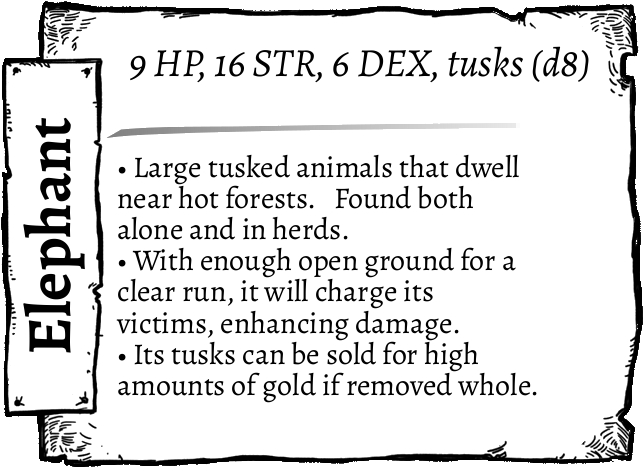 Elephant
9 HP, 16 STR, 6 DEX, tusks (d8)
• Large tusked animals that dwell
near hot forests.   Found both
alone and in herds.
• With enough open ground for a
clear run, it will charge its
victims, enhancing damage.
• Its tusks can be sold for high
amounts of gold if removed whole.